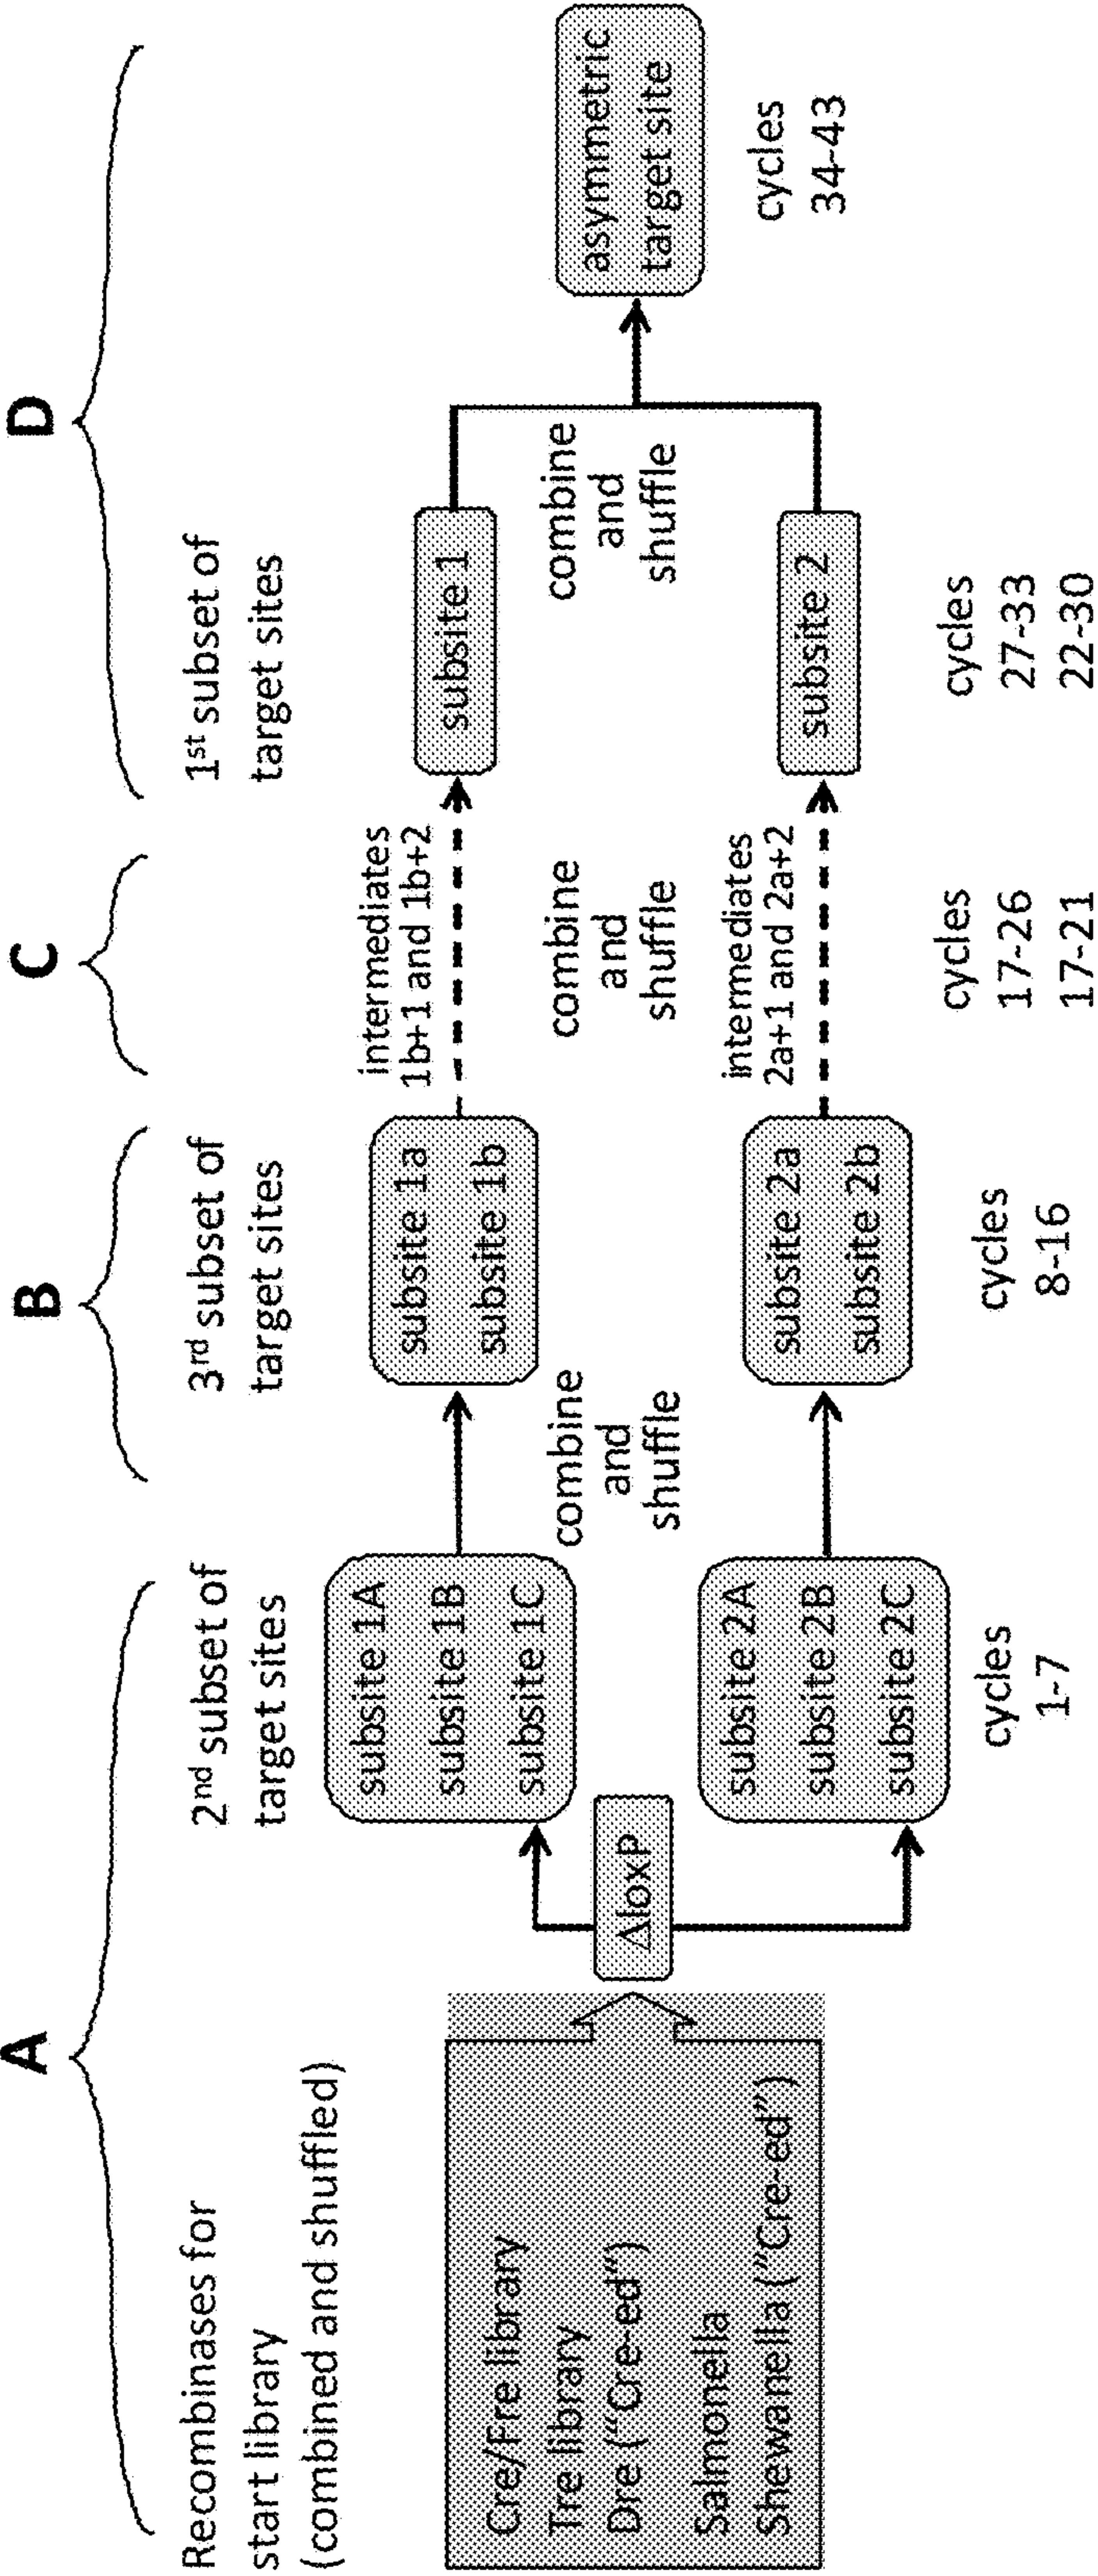 A
B
C
D
Recombinases for
start library
(combined and shuffled)
2nd subset of
target sites
3rd subset of
target sites
1st subset of
target sites
Cre/Fre library
Tre library
Dre (“Cre-ed”)
Salmonella
Shewanella (”Cre-ed”)
ΔloxP
subsite 1A
subsite 1B
subsite 1C
subsite 2A
subsite 2B
subsite 2C
cycles
1-7
combine
and
shuffle
subsite 1a
subsite 1b
subsite 2a
subsite 2b
cycles
8-16
intermediates
1b+1 and 1b+2
combine
and
shuffle
intermediates
2a+1 and 2a+2
cycles
17-26
17-21
subsite 1
subsite 2
cycles
27-33
22-30
combine
and
shuffle
asymmetric
target site
cycles
34-43